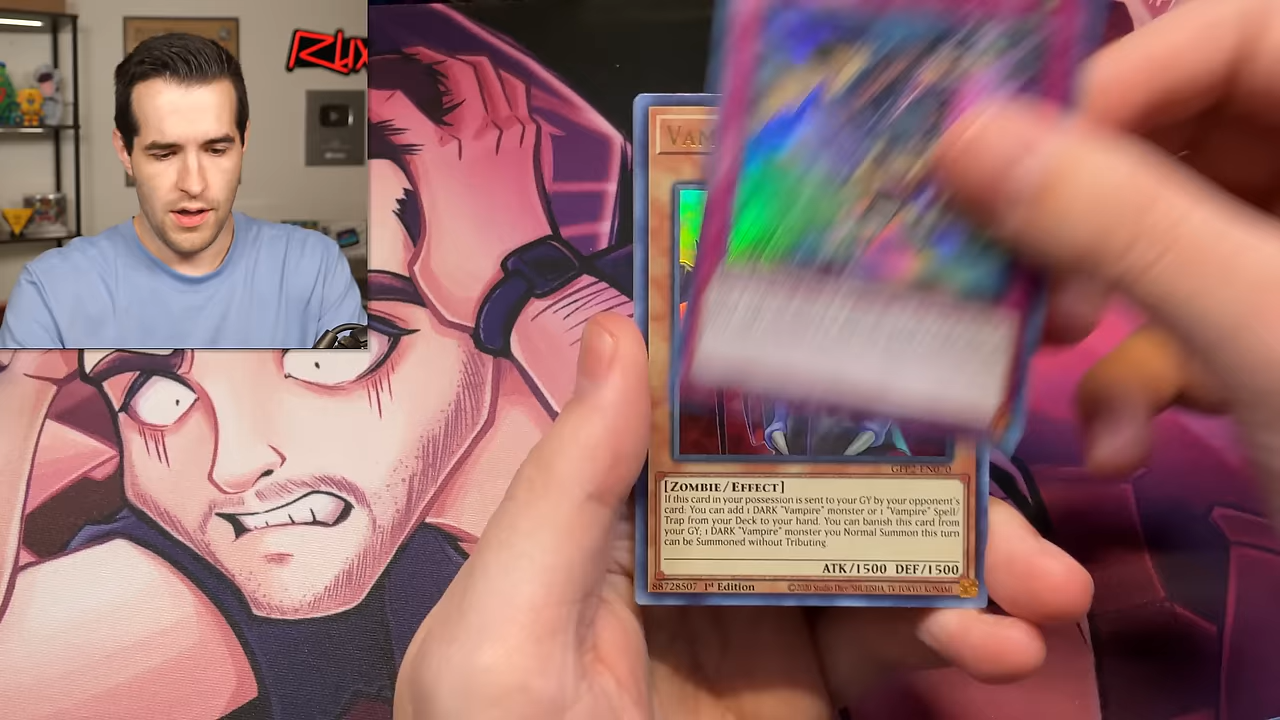 RUX
VAM
GFP2-EN070
[ZOMBIE/EFFECT]
If this card in your possession is sent to your GY by your opponent's
card: You can add 1 DARK "Vampire" monster or 1 "Vampire" Spell/
Trap from your Deck to your hand. You can banish this card from
your GY; 1 DARK "Vampire" monster you Normal Summon this turn
can be Summoned without Tributing.
ATK/1500 DEF/1500
88728507 1st Edition ©2020 Studio Dice/SHUEISHA, TV TOKYO, KONAMI